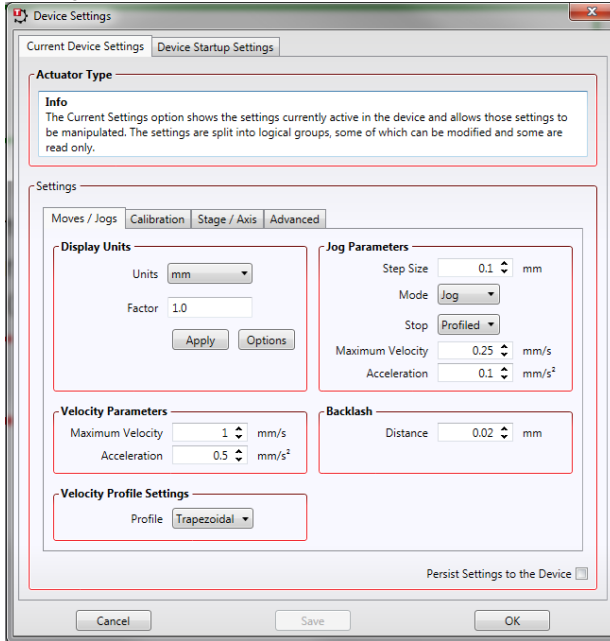 Device Settings
Current Device Settings Device Startup Settings
Actuator Type
Info
The Current Settings option shows the settings currently active in the device and allows those settings to
be manipulated. The settings are split into logical groups, some of which can be modified and some are
read only.
Settings
Moves / Jogs Calibration Stage / Axis Advanced
Display Units
Units mm
Factor 1.0
Apply Options
Jog Parameters
Step Size 0.1 mm
Mode Jog
Stop Profiled
Maximum Velocity 0.25 mm/s
Acceleration 0.1 mm/s²
Velocity Parameters
Maximum Velocity 1 mm/s
Acceleration 0.5 mm/s²
Backlash
Distance 0.02 mm
Velocity Profile Settings
Profile Trapezoidal
Persist Settings to the Device
Cancel Save OK